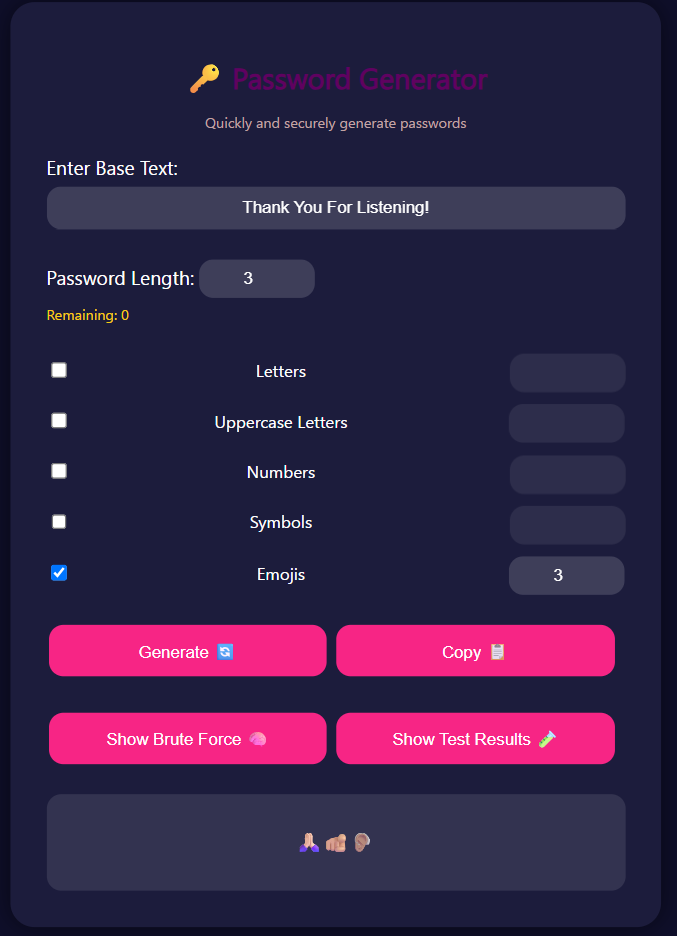 🔑 Password Generator
Quickly and securely generate passwords
Enter Base Text:
Thank You For Listening!
Password Length: 3
Remaining: 0
Letters
Uppercase Letters
Numbers
Symbols
Emojis 3
Generate 🔄 Copy 📋
Show Brute Force 🧠 Show Test Results 🧪
🙏🏻🫵🏼🦻🏽